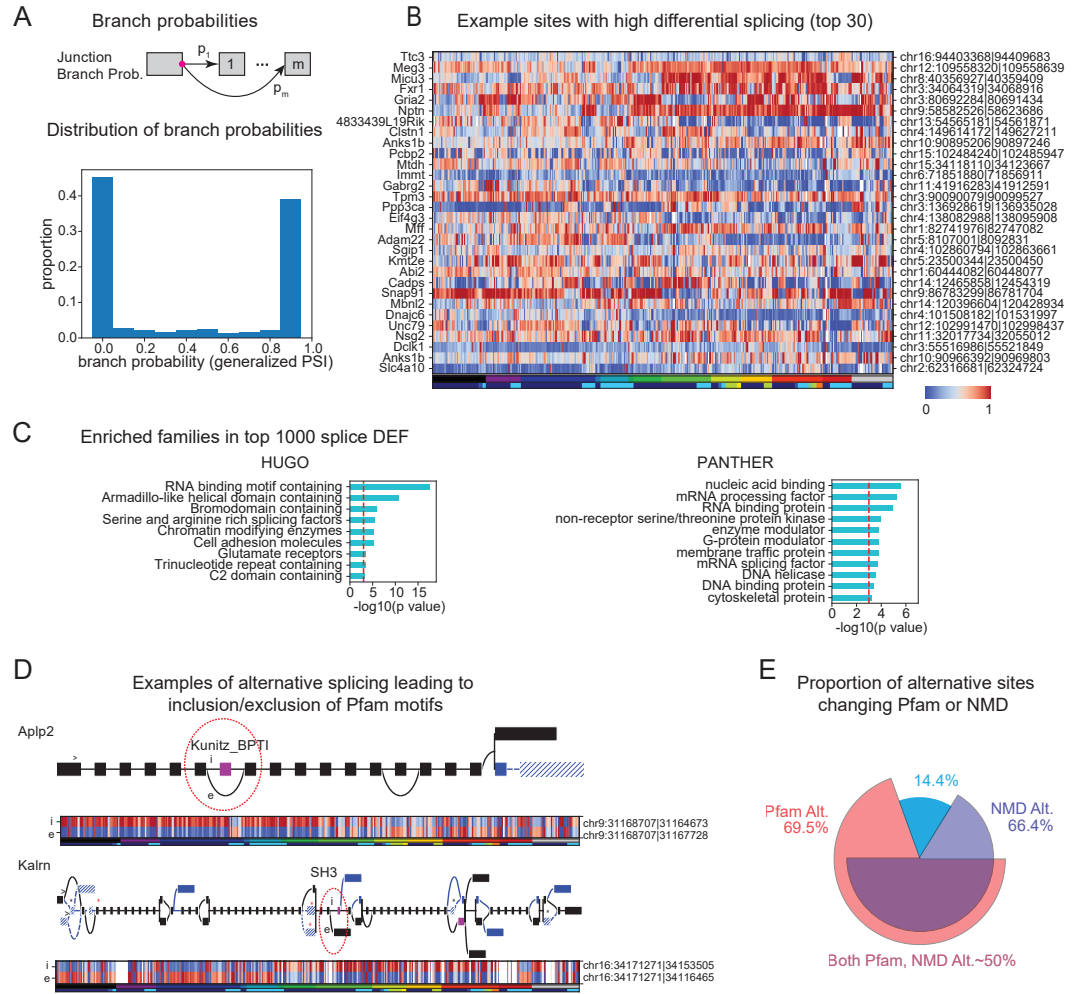 A
Branch probabilities
Junction
Branch Prob.
p1
1
...
m
pm
Distribution of branch probabilities
proportion
0.4
0.3
0.2
0.1
0.0
0.0 0.2 0.4 0.6 0.8 1.0
branch probability (generalized PSI)
B
Example sites with high differential splicing (top 30)
Ttc3 chr16:94403368|94409683
Meg3 chr12:109558320|109558639
Micu3 chr8:40356927|40359409
Fxr1 chr3:34064319|34068916
Gria2 chr3:80692284|80691434
Nptn chr9:58582526|58623686
4833439L19Rik chr13:54565181|54561871
Clstn1 chr4:149614172|149627211
Anks1b chr10:90895206|90897246
Pcbp2 chr15:102484240|102485947
Mtdh chr15:34118110|34123667
Immt chr6:71851880|71856911
Gabrg2 chr11:41916283|41912591
Tpm3 chr3:90090079|90099527
Ppp3ca chr3:136928619|136935028
Eif4g3 chr4:138082988|138095908
Mff chr1:82741976|82747082
Adam22 chr5:8107001|8092831
Sgip1 chr4:102860794|102863661
Kmt2e chr5:23500344|23500450
Abi2 chr1:60444082|60448077
Cadps chr14:12465858|12454319
Snap91 chr9:86783299|86781704
Mbnl2 chr14:120396604|120428934
Dnajc6 chr4:101508182|101531997
Unc79 chr12:102991470|102998437
Nsg2 chr11:32017734|32055012
Dclk1 chr3:55516986|55521849
Anks1b chr10:90966392|90969803
Slc4a10 chr2:62316681|62324724
0 1
C
Enriched families in top 1000 splice DEF
HUGO
RNA binding motif containing
Armadillo-like helical domain containing
Bromodomain containing
Serine and arginine rich splicing factors
Chromatin modifying enzymes
Cell adhesion molecules
Glutamate receptors
Trinucleotide repeat containing
C2 domain containing
0 5 10 15
-log10(p value)
PANTHER
nucleic acid binding
mRNA processing factor
RNA binding protein
non-receptor serine/threonine protein kinase
enzyme modulator
G-protein modulator
membrane traffic protein
mRNA splicing factor
DNA helicase
DNA binding protein
cytoskeletal protein
0 2 4 6
-log10(p value)
D
Examples of alternative splicing leading to
inclusion/exclusion of Pfam motifs
Aplp2
>
Kunitz_BPTI
i
e
i chr9:31168707|31164673
e chr9:31168707|31167728
Kalrn
SH3
>
>
i
e
i chr16:34171271|34153505
e chr16:34171271|34116465
E
Proportion of alternative sites
changing Pfam or NMD
14.4%
Pfam Alt.
69.5%
NMD Alt.
66.4%
Both Pfam, NMD Alt.~50%